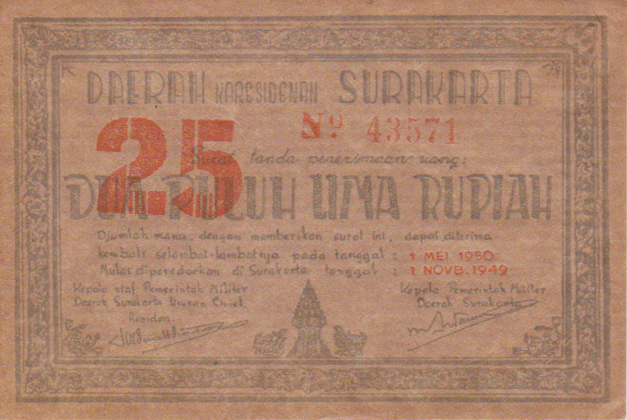 DAERAH KARESIDENAN SURAKARTA
25
Nº 43571
Surat tanda penerimaan uang:
DUA PULUH LIMA RUPIAH
Djumlah mana, dengan memberikan surat ini, dapat diterima
kembali selambat-lambatnja pada tanggal : 1 MEI 1950
Mulai diperedarkan di Surakarta tanggal : 1 NOVB. 1949
Kepala staf Pemerintah Militer
Daerah Surakarta
Residen.
Kepala Pemerintah Militer
Daerah Surakarta